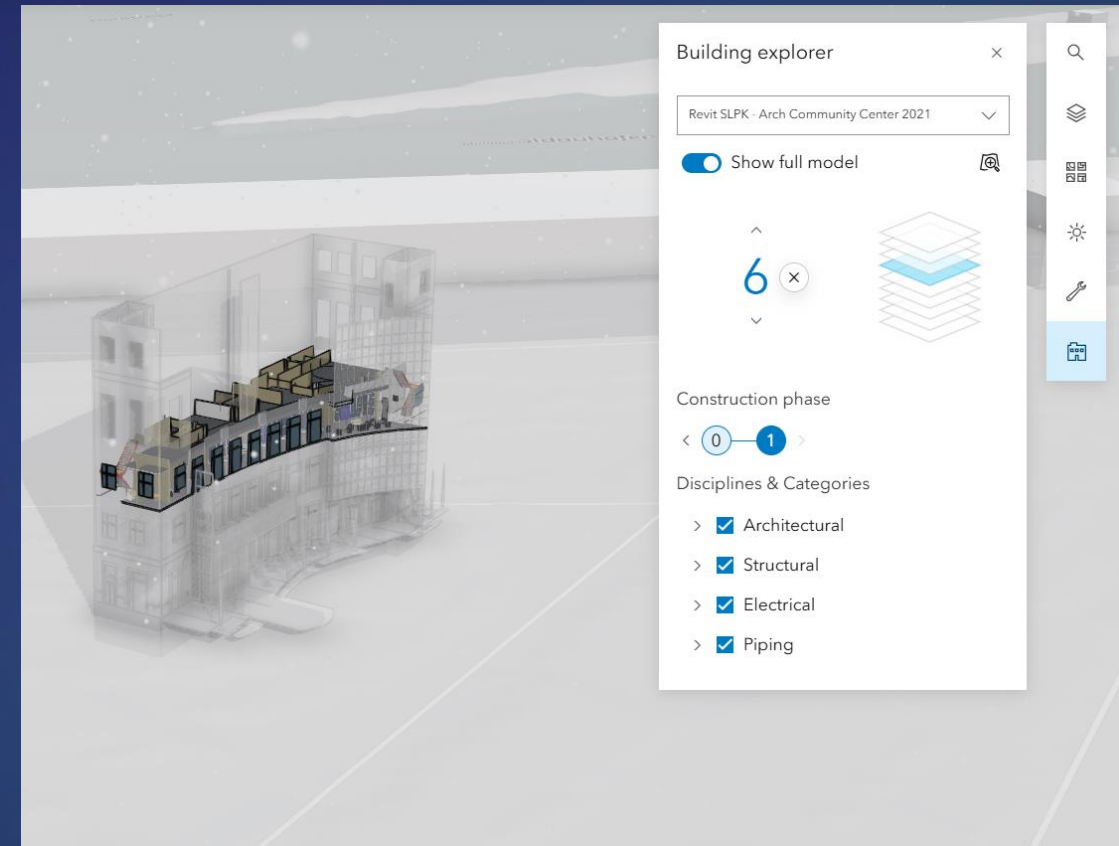 Building explorer
Revit SLPK - Arch Community Center 2021
Show full model
6
Construction phase
0 1
Disciplines & Categories
Architectural
Structural
Electrical
Piping